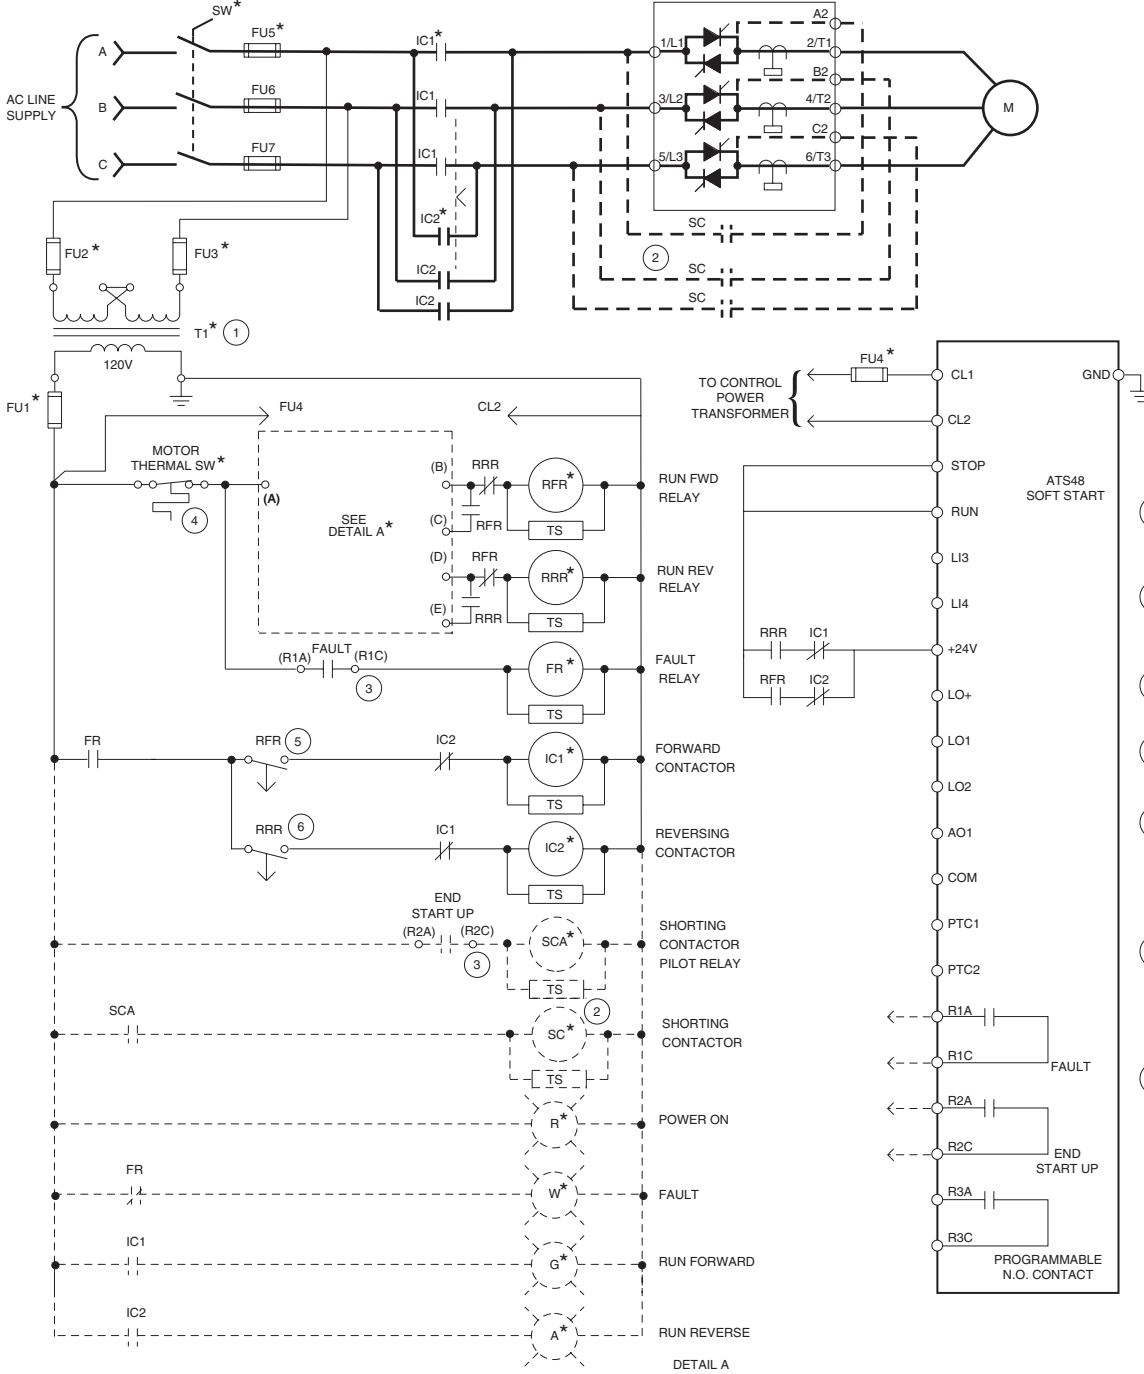 SW*
A2
FU5*
IC1*
1/L1
2/T1
A
B2
AC LINE
SUPPLY
FU6
IC1
3/L2
4/T2
B
M
C2
FU7
IC1
5/L3
6/T3
C
IC2*
SC
FU2*
FU3*
2
IC2
SC
IC2
SC
T1*
1
120V
FU4*
CL1
GND
TO CONTROL
POWER
TRANSFORMER
CL2
FU1*
FU4
CL2
MOTOR
THERMAL SW*
(A)
4
SEE
DETAIL A*
(B)
RRR
RFR*
RUN FWD
RELAY
(C)
RFR
TS
(D)
RFR
RRR*
RUN REV
RELAY
(E)
RRR
TS
STOP
ATS48
SOFT START
RUN
LI3
LI4
RRR
IC1
+24V
RFR
IC2
LO+
LO1
LO2
AO1
COM
PTC1
PTC2
R1A
R1C
FAULT
R2A
R2C
END
START UP
R3A
R3C
PROGRAMMABLE
N.O. CONTACT
FAULT
(R1A)
(R1C)
3
FR*
FAULT
RELAY
TS
FR
RFR
5
IC2
IC1*
FORWARD
CONTACTOR
TS
RRR
6
IC1
IC2*
REVERSING
CONTACTOR
TS
END
START UP
(R2A)
(R2C)
3
SCA*
SHORTING
CONTACTOR
PILOT RELAY
TS
SCA
2
SC*
SHORTING
CONTACTOR
TS
R*
POWER ON
FR
W*
FAULT
IC1
G*
RUN FORWARD
IC2
A*
RUN REVERSE
DETAIL A